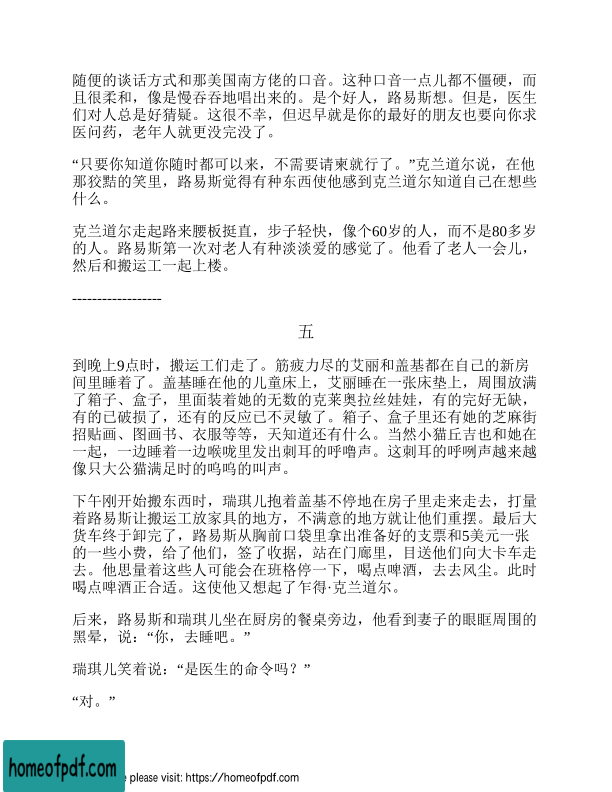 随便的谈话方式和那美国南方佬的口音。这种口音一点儿都不僵硬，而
且很柔和，像是慢吞吞地唱出来的。是个好人，路易斯想。但是，医生
们对人总是好猜疑。这很不幸，但迟早就是你的最好的朋友也要向你求
医问药，老年人就更没完没了。
“只要你知道你随时都可以来，不需要请柬就行了。”克兰道尔说，在他
那狡黠的笑里，路易斯觉得有种东西使他感到克兰道尔知道自己在想些
什么。
克兰道尔走起路来腰板挺直，步子轻快，像个60岁的人，而不是80多岁
的人。路易斯第一次对老人有种淡淡爱的感觉了。他看了老人一会儿，
然后和搬运工一起上楼。
------------------
五
到晚上9点时，搬运工们走了。筋疲力尽的艾丽和盖基都在自己的新房
间里睡着了。盖基睡在他的儿童床上，艾丽睡在一张床垫上，周围放满
了箱子、盒子，里面装着她的无数的克莱奥拉丝娃娃，有的完好无缺，
有的已破损了，还有的反应已不灵敏了。箱子、盒子里还有她的芝麻街
招贴画、图画书、衣服等等，天知道还有什么。当然小猫丘吉也和她在
一起，一边睡着一边喉咙里发出刺耳的呼噜声。这刺耳的呼咧声越来越
像只大公猫满足时的呜呜的叫声。
下午刚开始搬东西时，瑞琪儿抱着盖基不停地在房子里走来走去，打量
着路易斯让搬运工放家具的地方，不满意的地方就让他们重摆。最后大
货车终于卸完了，路易斯从胸前口袋里拿出准备好的支票和5美元一张
的一些小费，给了他们，签了收据，站在门廊里，目送他们向大卡车走
去。他思量着这些人可能会在班格停一下，喝点啤酒，去去风尘。此时
喝点啤酒正合适。这使他又想起了乍得·克兰道尔。
后来，路易斯和瑞琪儿坐在厨房的餐桌旁边，他看到妻子的眼眶周围的
黑晕，说：“你，去睡吧。”
瑞琪儿笑着说：“是医生的命令吗？”
“对。”
homeofpdf.com
e please visit: https://homeofpdf.com